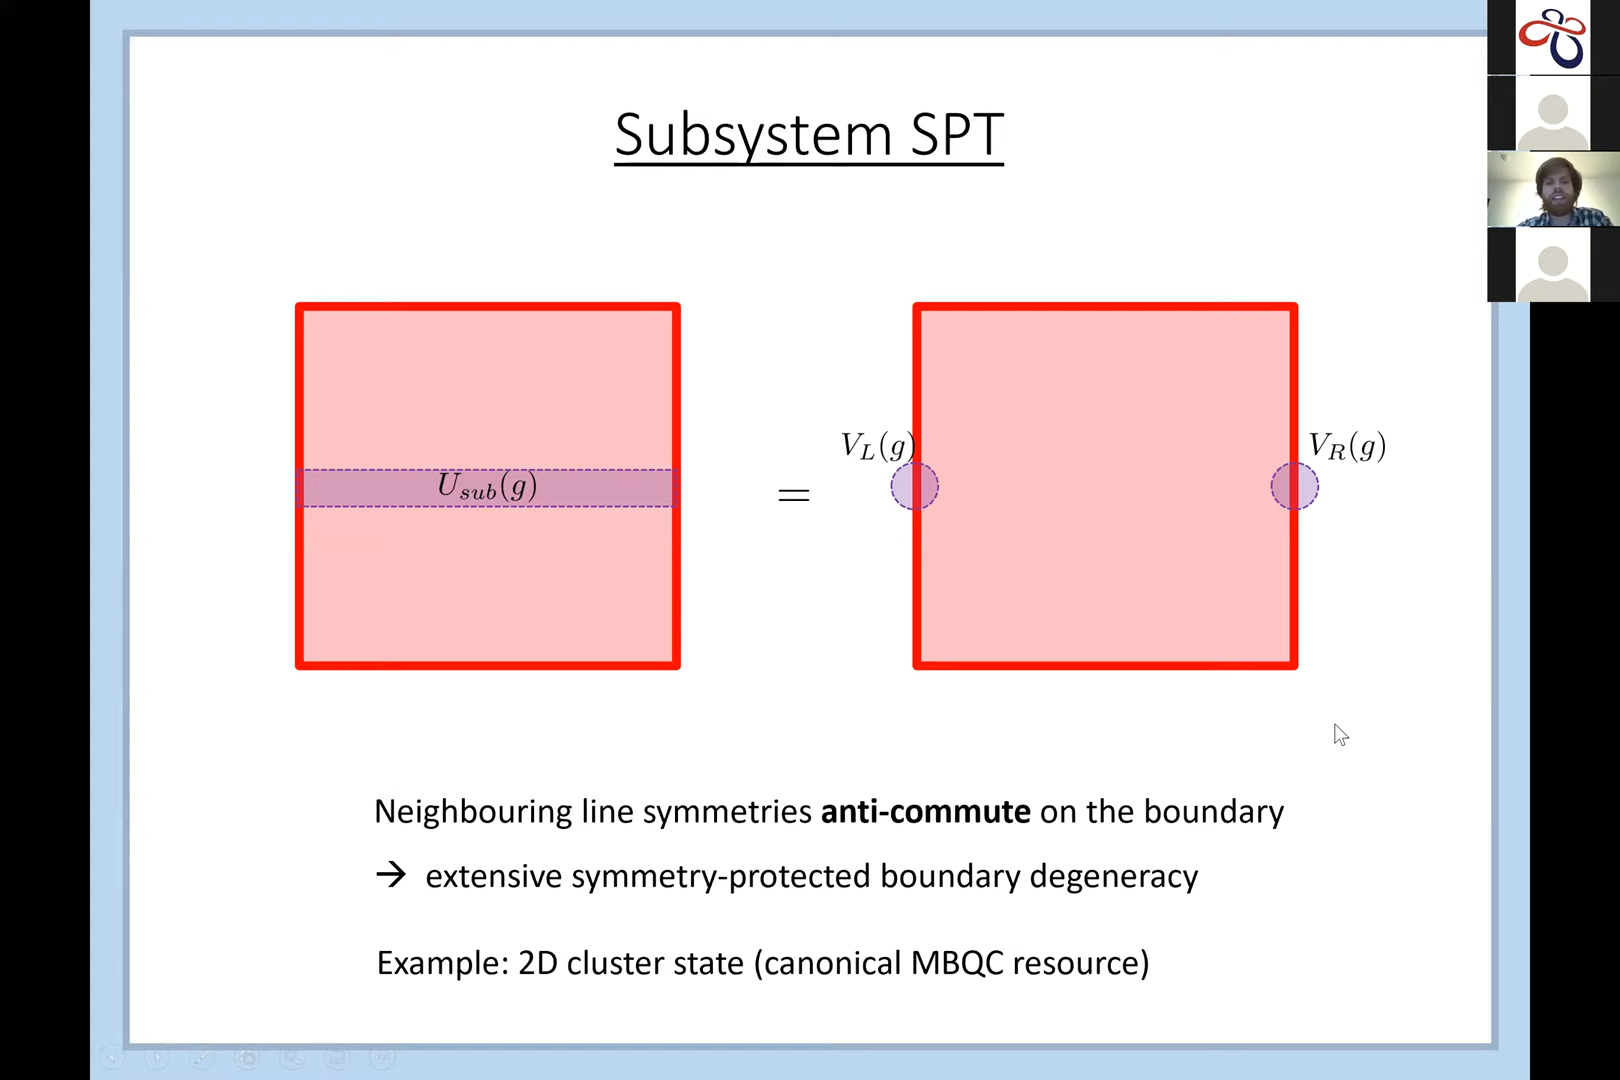 Subsystem SPT
U_{sub}(g)
=
V_L(g)
V_R(g)
Neighbouring line symmetries anti-commute on the boundary
→ extensive symmetry-protected boundary degeneracy
Example: 2D cluster state (canonical MBQC resource)